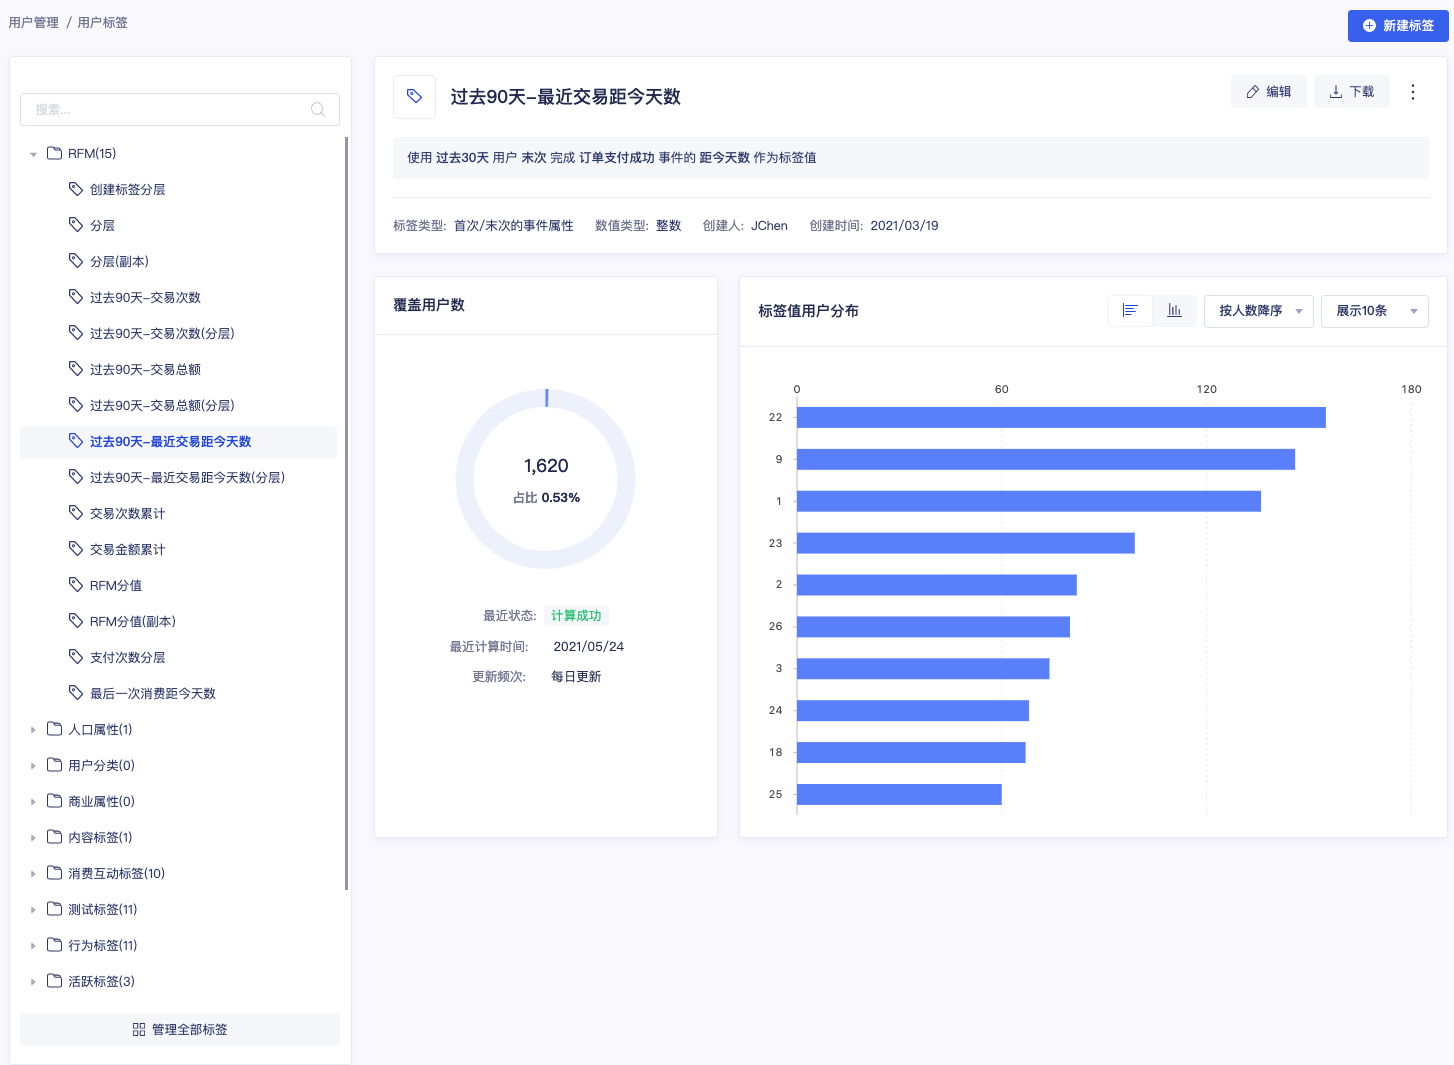 用户管理 / 用户标签
新建标签
搜索...
RFM(15)
创建标签分层
分层
分层(副本)
过去90天-交易次数
过去90天-交易次数(分层)
过去90天-交易总额
过去90天-交易总额(分层)
过去90天-最近交易距今天数
过去90天-最近交易距今天数(分层)
交易次数累计
交易金额累计
RFM分值
RFM分值(副本)
支付次数分层
最后一次消费距今天数
人口属性(1)
用户分类(0)
商业属性(0)
内容标签(1)
消费互动标签(10)
测试标签(11)
行为标签(11)
活跃标签(3)
管理全部标签
过去90天-最近交易距今天数
编辑
下载
使用 过去30天 用户 末次 完成 订单支付成功 事件的 距今天数 作为标签值
标签类型: 首次/末次的事件属性 数值类型: 整数 创建人: JChen 创建时间: 2021/03/19
覆盖用户数
1,620
占比 0.53%
最近状态: 计算成功
最近计算时间: 2021/05/24
更新频次: 每日更新
标签值用户分布
按人数降序
展示10条
0 60 120 180
22
9
1
23
2
26
3
24
18
25